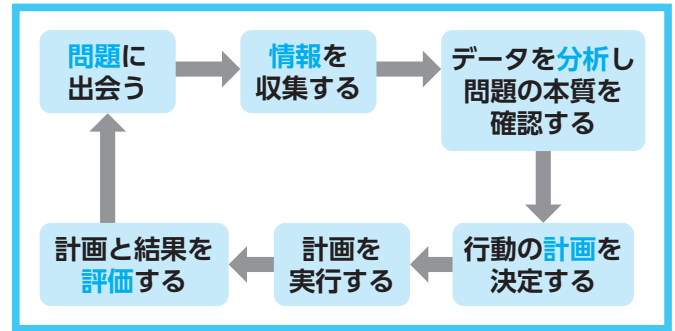 問題に
出会う
情報を
収集する
データを分析し
問題の本質を
確認する
行動の計画を
決定する
計画を
実行する
計画と結果を
評価する